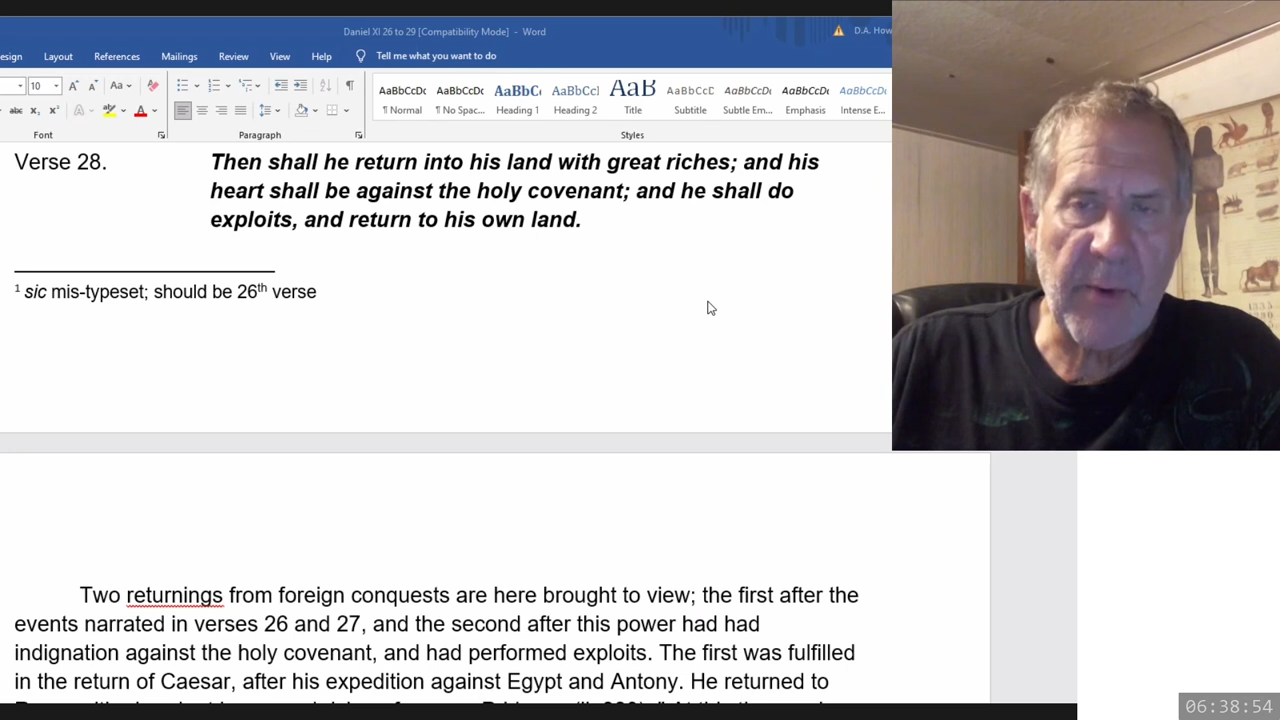 Daniel XI 26 to 29 [Compatibility Mode] - Word
D.A. How
esign Layout References Mailings Review View Help Tell me what you want to do
10 Aa
AaBbCcDc AaBbCcDc AaBbC AaBbCcC AaB AaBbCcD AaBbCcDc AaBbCcDc AaBbCcDc
¶ Normal ¶ No Spac... Heading 1 Heading 2 Title Subtitle Subtle Em... Emphasis Intense E...
Font Paragraph Styles
Verse 28. Then shall he return into his land with great riches; and his
heart shall be against the holy covenant; and he shall do
exploits, and return to his own land.
1 sic mis-typeset; should be 26th verse
1335
Two returnings from foreign conquests are here brought to view; the first after the
events narrated in verses 26 and 27, and the second after this power had had
indignation against the holy covenant, and had performed exploits. The first was fulfilled
in the return of Caesar, after his expedition against Egypt and Antony. He returned to
06:38:54